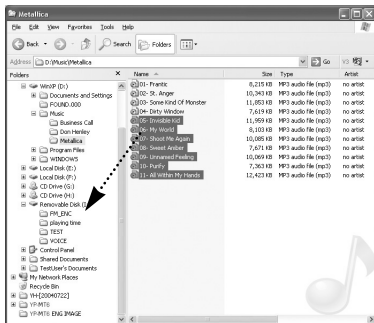 Metallica
File Edit View Favorites Tools Help
Back Search Folders
Address D:\Music\Metallica Go
Folders Name Size Type Artist
WinXP (D:)
Documents and Settings
FOUND.000
Music
Business Call
Don Henley
Metallica
Program Files
WINDOWS
Local Disk (E:)
Local Disk (F:)
CD Drive (G:)
CD Drive (H:)
Removable Disk
FM_ENC
playing time
TEST
VOICE
Control Panel
Shared Documents
TestUser's Documents
My Network Places
Recycle Bin
YH-[20040722]
YP-MT6
YP-MT6 ENG IMAGE
01- Frantic 8,215 KB MP3 audio file (mp3) no artist
02- St. Anger 10,343 KB MP3 audio file (mp3) no artist
03- Some Kind Of Monster 11,853 KB MP3 audio file (mp3) no artist
04- Dirty Window 7,619 KB MP3 audio file (mp3) no artist
05- Invisible Kid 11,959 KB MP3 audio file (mp3) no artist
06- My World 8,103 KB MP3 audio file (mp3) no artist
07- Shoot Me Again 10,085 KB MP3 audio file (mp3) no artist
08- Sweet Amber 7,671 KB MP3 audio file (mp3) no artist
09- Unnamed Feeling 10,069 KB MP3 audio file (mp3) no artist
10- Purify 7,363 KB MP3 audio file (mp3) no artist
11- All Within My Hands 12,423 KB MP3 audio file (mp3) no artist